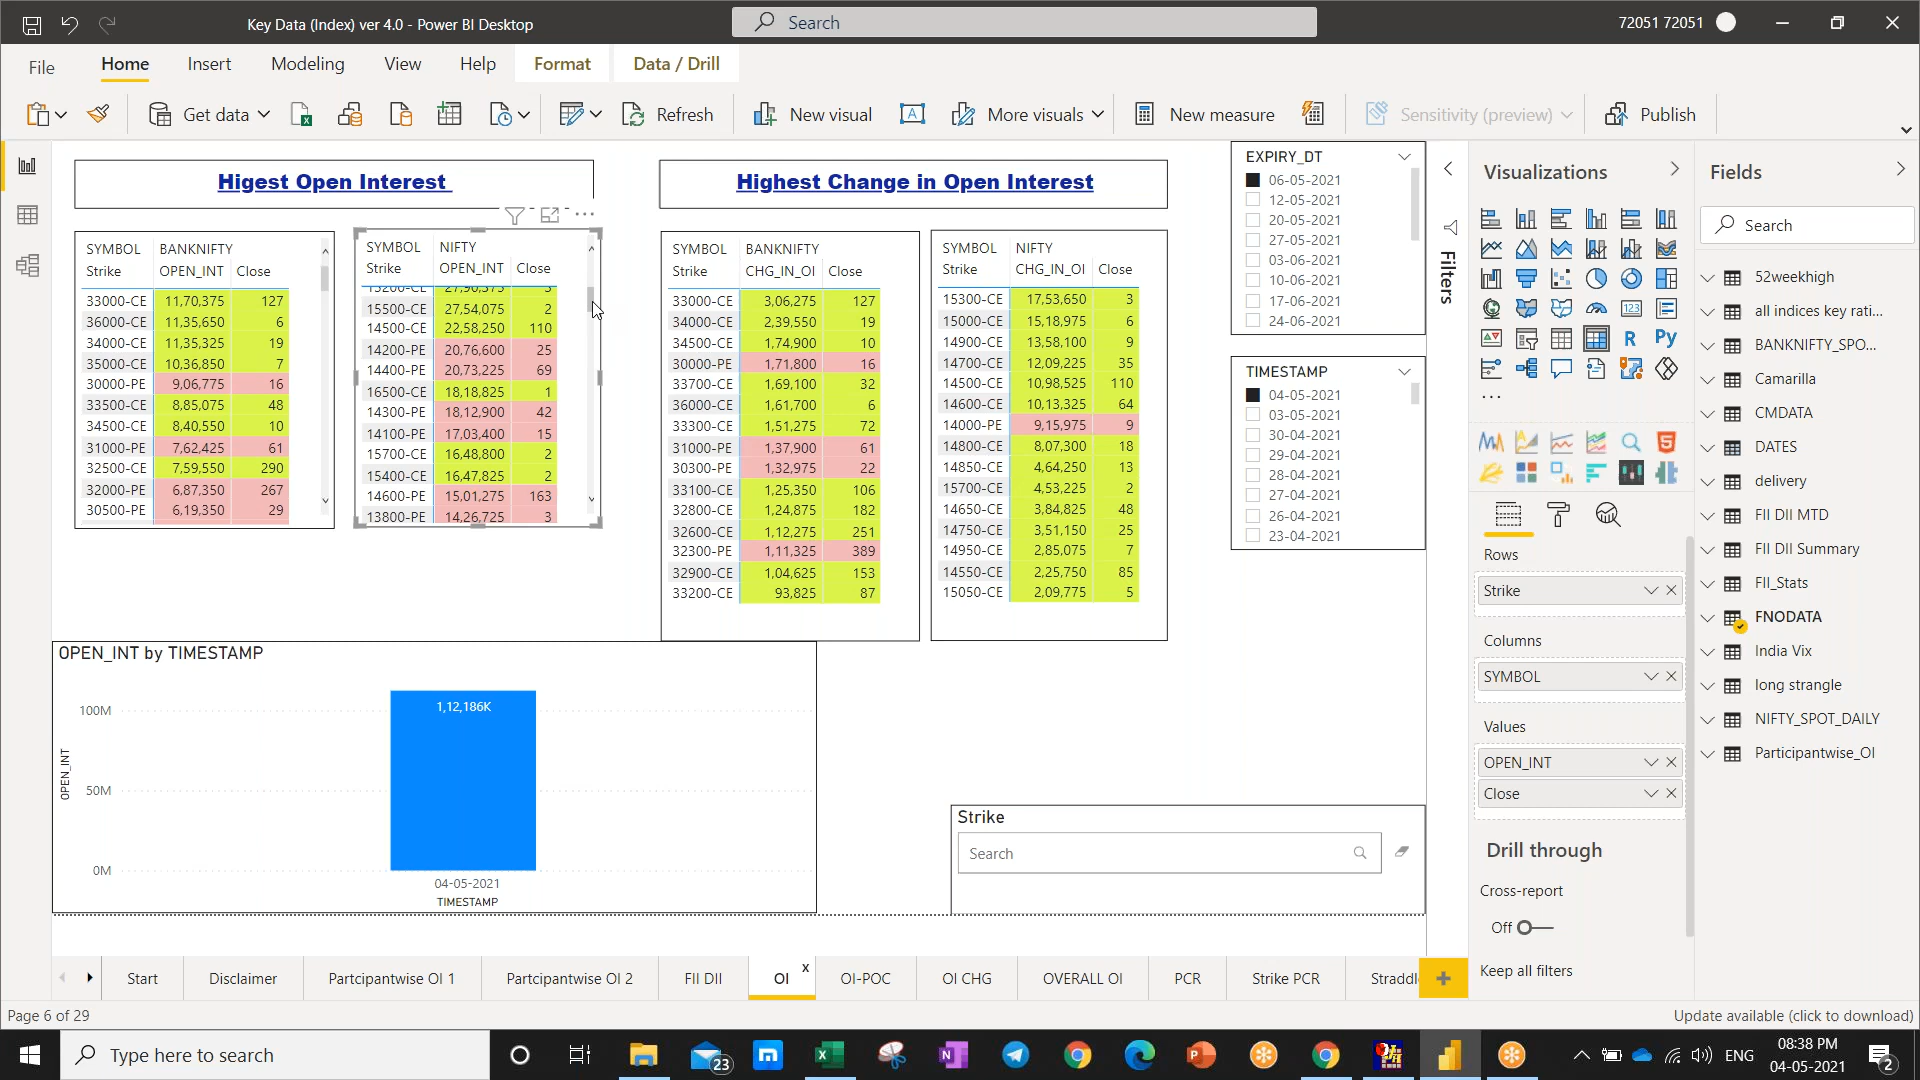 Key Data (Index) ver 4.0 - Power BI Desktop
Search
72051 72051
File
Home
Insert
Modeling
View
Help
Format
Data / Drill
Get data
Refresh
New visual
More visuals
New measure
Sensitivity (preview)
Publish
Higest Open Interest
SYMBOL BANKNIFTY
Strike OPEN_INT Close
33000-CE 11,70,375 127
36000-CE 11,35,650 6
34000-CE 11,35,325 19
35000-CE 10,36,850 7
30000-PE 9,06,775 16
33500-CE 8,85,075 48
34500-CE 8,40,550 10
31000-PE 7,62,425 61
32500-CE 7,59,550 290
32000-PE 6,87,350 267
30500-PE 6,19,350 29
SYMBOL NIFTY
Strike OPEN_INT Close
15200-CE 27,90,375 3
15500-CE 27,54,075 2
14500-CE 22,58,250 110
14200-PE 20,76,600 25
14400-PE 20,73,225 69
16500-CE 18,18,825 1
14300-PE 18,12,900 42
14100-PE 17,03,400 15
15700-CE 16,48,800 2
15400-CE 16,47,825 2
14600-PE 15,01,275 163
13800-PE 14,26,725 3
Highest Change in Open Interest
SYMBOL BANKNIFTY
Strike CHG_IN_OI Close
33000-CE 3,06,275 127
34000-CE 2,39,550 19
34500-CE 1,74,900 10
30000-PE 1,71,800 16
33700-CE 1,69,100 32
36000-CE 1,61,700 6
33300-CE 1,51,275 72
31000-PE 1,37,900 61
30300-PE 1,32,975 22
33100-CE 1,25,350 106
32800-CE 1,24,875 182
32600-CE 1,12,275 251
32300-PE 1,11,325 389
32900-CE 1,04,625 153
33200-CE 93,825 87
SYMBOL NIFTY
Strike CHG_IN_OI Close
15300-CE 17,53,650 3
15000-CE 15,18,975 6
14900-CE 13,58,100 9
14700-CE 12,09,225 35
14500-CE 10,98,525 110
14600-CE 10,13,325 64
14000-PE 9,15,975 9
14800-CE 8,07,300 18
14850-CE 4,64,250 13
15700-CE 4,53,225 2
14650-CE 3,84,825 48
14750-CE 3,51,150 25
14950-CE 2,85,075 7
14550-CE 2,25,750 85
15050-CE 2,09,775 5
EXPIRY_DT
06-05-2021
12-05-2021
20-05-2021
27-05-2021
03-06-2021
10-06-2021
17-06-2021
24-06-2021
TIMESTAMP
04-05-2021
03-05-2021
30-04-2021
29-04-2021
28-04-2021
27-04-2021
26-04-2021
23-04-2021
OPEN_INT by TIMESTAMP
OPEN_INT
100M
50M
0M
1,12,186K
04-05-2021
TIMESTAMP
Strike
Search
Filters
Visualizations
R Py
Rows
Strike
Columns
SYMBOL
Values
OPEN_INT
Close
Drill through
Cross-report
Off
Keep all filters
Fields
Search
52weekhigh
all indices key rati...
BANKNIFTY_SPO...
Camarilla
CMDATA
DATES
delivery
FII DII MTD
FII DII Summary
FII_Stats
FNODATA
India Vix
long strangle
NIFTY_SPOT_DAILY
Participantwise_OI
Start
Disclaimer
Partcipantwise OI 1
Partcipantwise OI 2
FII DII
OI
x
OI-POC
OI CHG
OVERALL OI
PCR
Strike PCR
Straddl
Page 6 of 29
Update available (click to download)
Type here to search
23
ENG
08:38 PM
04-05-2021
2